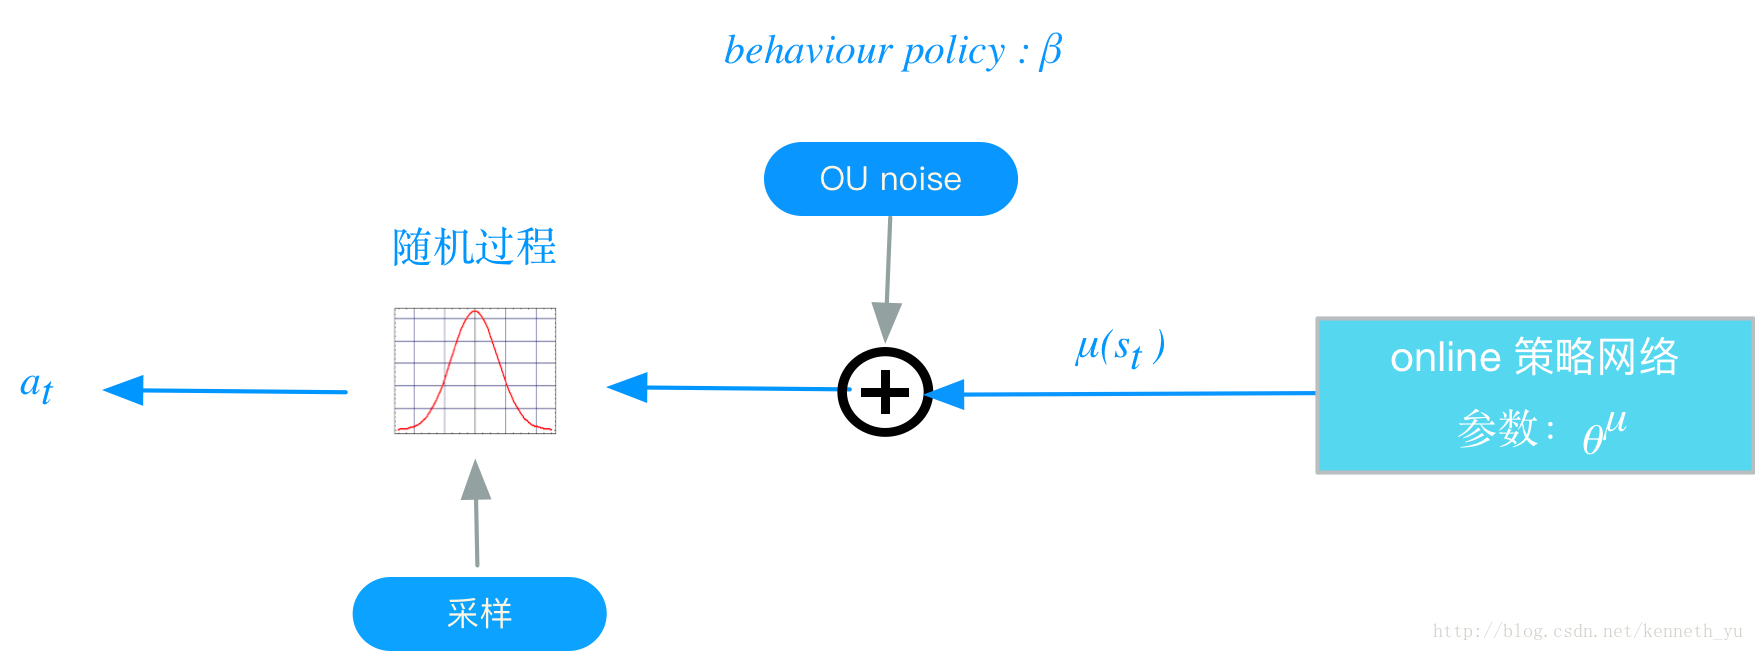 behaviour policy : β
OU noise
随机过程
μ(st )
online 策略网络
at
参数： θμ
采样
http://blog.csdn.net/kenneth_yu